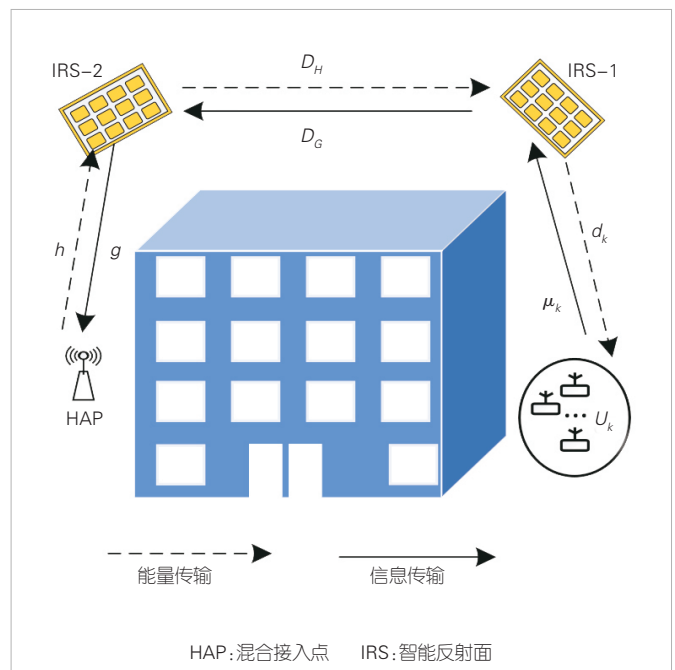 IRS-2
D_H
IRS-1
D_G
h
g
d_k
μ_k
HAP
U_k
能量传输
信息传输
HAP:混合接入点 IRS:智能反射面